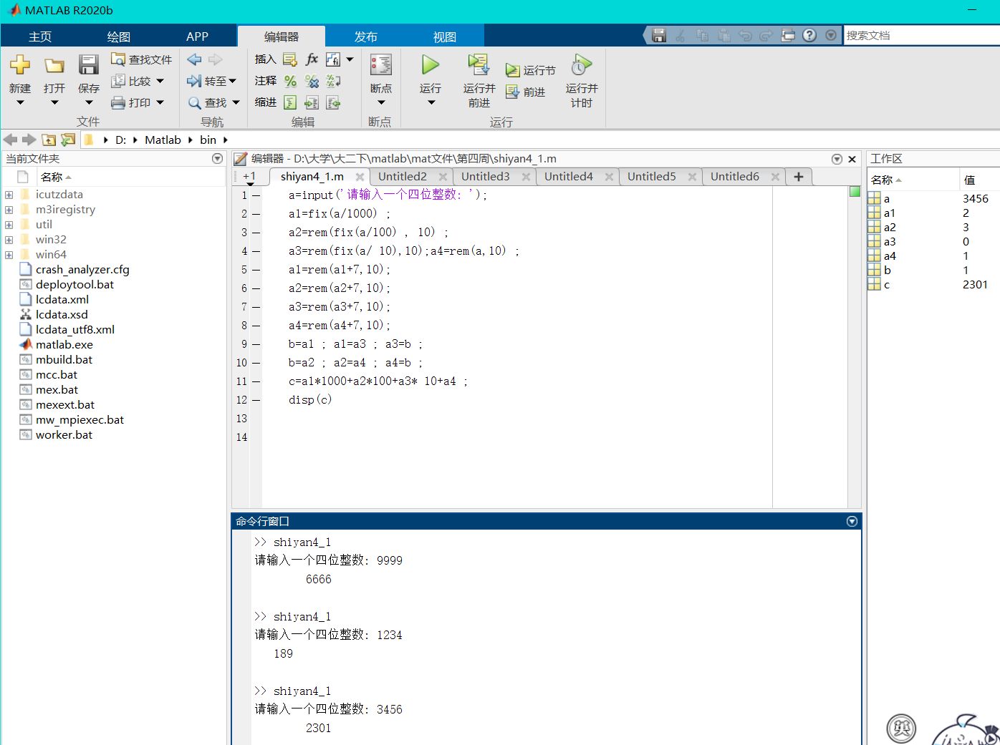 MATLAB R2020b
主页 绘图 APP 编辑器 发布 视图 搜索文档
新建 打开 保存 查找文件 比较 打印 转至 查找 插入 注释 缩进 fx 断点 运行 运行并前进 运行节 前进 运行并计时
文件 导航 编辑 断点 运行
D: Matlab bin
当前文件夹
名称
icutzdata
m3iregistry
util
win32
win64
crash_analyzer.cfg
deploytool.bat
lcdata.xml
lcdata.xsd
lcdata_utf8.xml
matlab.exe
mbuild.bat
mcc.bat
mex.bat
mexext.bat
mw_mpiexec.bat
worker.bat
编辑器 - D:\大学\大二下\matlab\mat文件\第四周\shiyan4_1.m
+1 shiyan4_1.m Untitled2 Untitled3 Untitled4 Untitled5 Untitled6
1 a=input('请输入一个四位整数: ');
2 a1=fix(a/1000) ;
3 a2=rem(fix(a/100) , 10) ;
4 a3=rem(fix(a/ 10),10);a4=rem(a,10) ;
5 a1=rem(a1+7,10);
6 a2=rem(a2+7,10);
7 a3=rem(a3+7,10);
8 a4=rem(a4+7,10);
9 b=a1 ; a1=a3 ; a3=b ;
10 b=a2 ; a2=a4 ; a4=b ;
11 c=a1*1000+a2*100+a3* 10+a4 ;
12 disp(c)
13
14
命令行窗口
>> shiyan4_1
请输入一个四位整数: 9999
6666
>> shiyan4_1
请输入一个四位整数: 1234
189
>> shiyan4_1
请输入一个四位整数: 3456
2301
工作区
名称 值
a 3456
a1 2
a2 3
a3 0
a4 1
b 1
c 2301